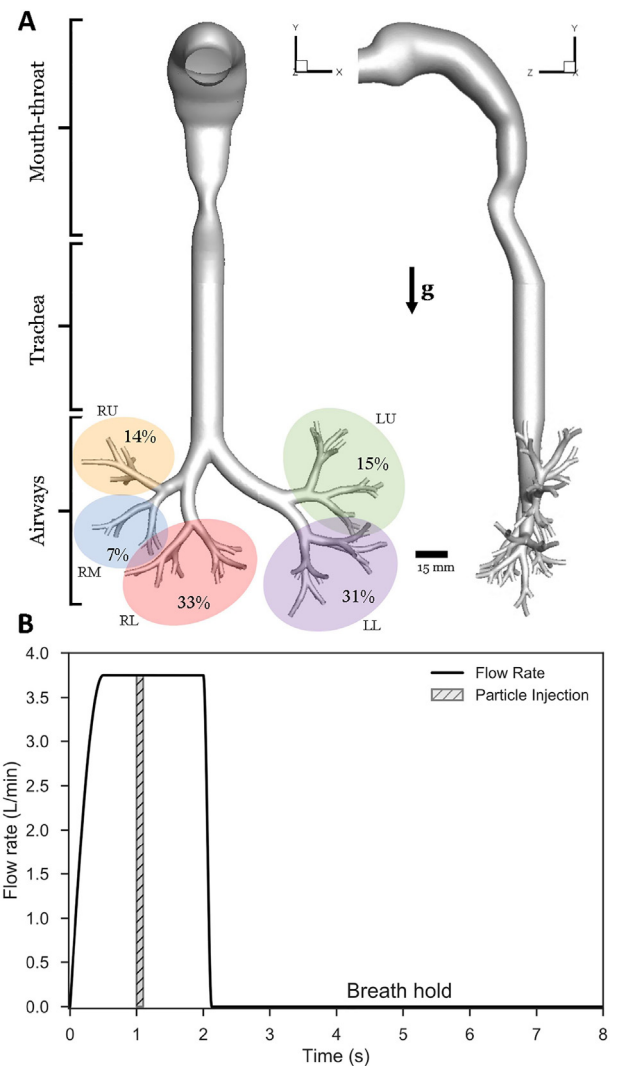 A
Mouth-throat
Trachea
Airways
Y
Z
X
Y
Z
X
g
RU
14%
LU
15%
7%
RM
RL
33%
31%
LL
15 mm
B
Flow rate (L/min)
4.0
3.5
3.0
2.5
2.0
1.5
1.0
0.5
0.0
Flow Rate
Particle Injection
Breath hold
0 1 2 3 4 5 6 7 8
Time (s)